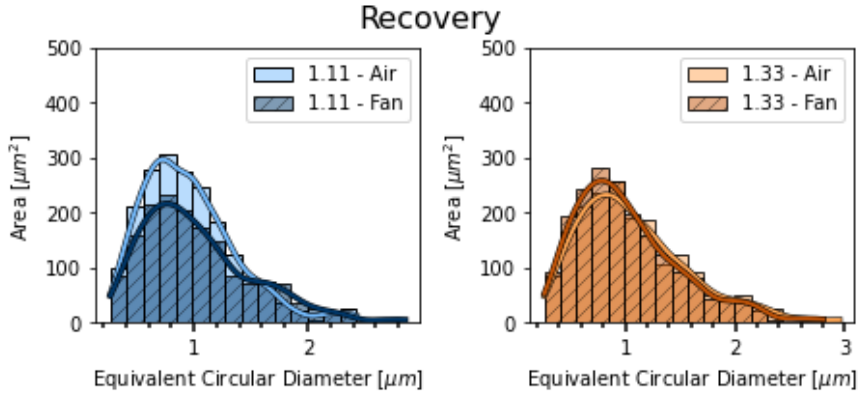 Recovery
500
400
300
200
100
0
Area [μm²]
1.11 - Air
1.11 - Fan
1
2
Equivalent Circular Diameter [μm]
500
400
300
200
100
0
Area [μm²]
1.33 - Air
1.33 - Fan
1
2
3
Equivalent Circular Diameter [μm]